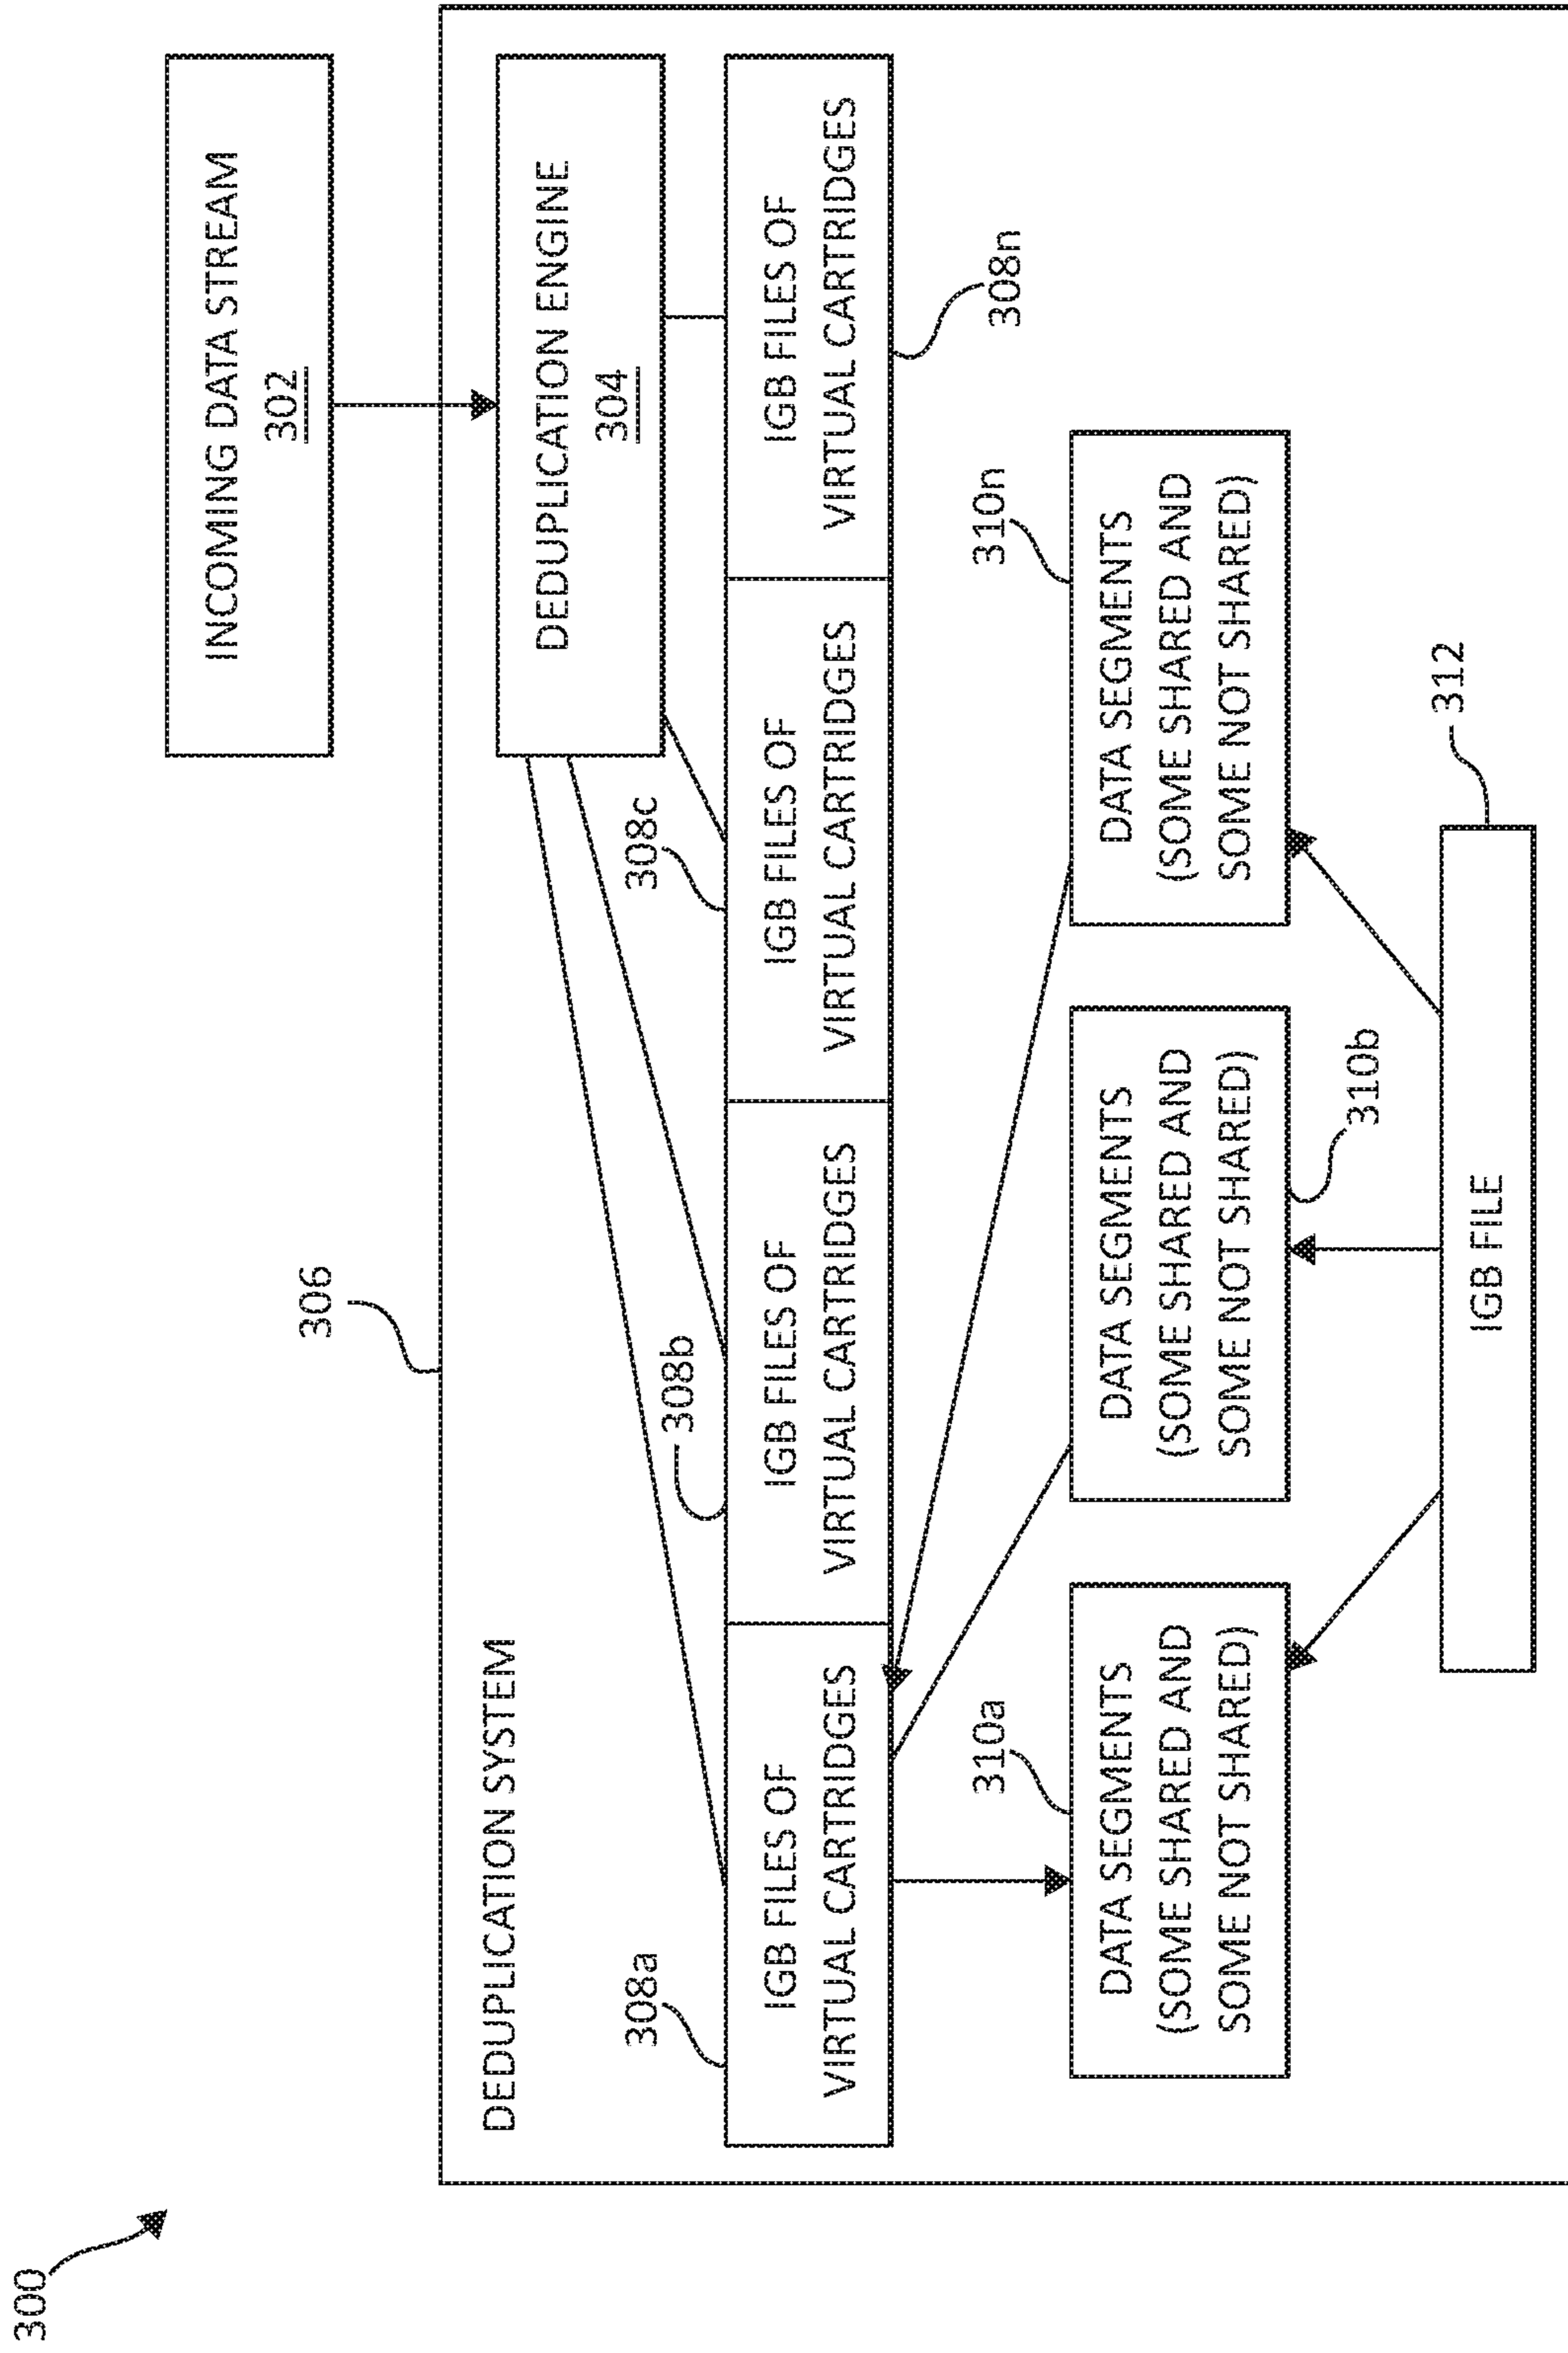 300
INCOMING DATA STREAM
302
306
DEDUPLICATION SYSTEM
DEDUPLICATION ENGINE
304
308a
308b
308c
IGB FILES OF
VIRTUAL CARTRIDGES
IGB FILES OF
VIRTUAL CARTRIDGES
IGB FILES OF
VIRTUAL CARTRIDGES
IGB FILES OF
VIRTUAL CARTRIDGES
308n
310a
310n
DATA SEGMENTS
(SOME SHARED AND
SOME NOT SHARED)
DATA SEGMENTS
(SOME SHARED AND
SOME NOT SHARED)
DATA SEGMENTS
(SOME SHARED AND
SOME NOT SHARED)
310b
312
IGB FILE